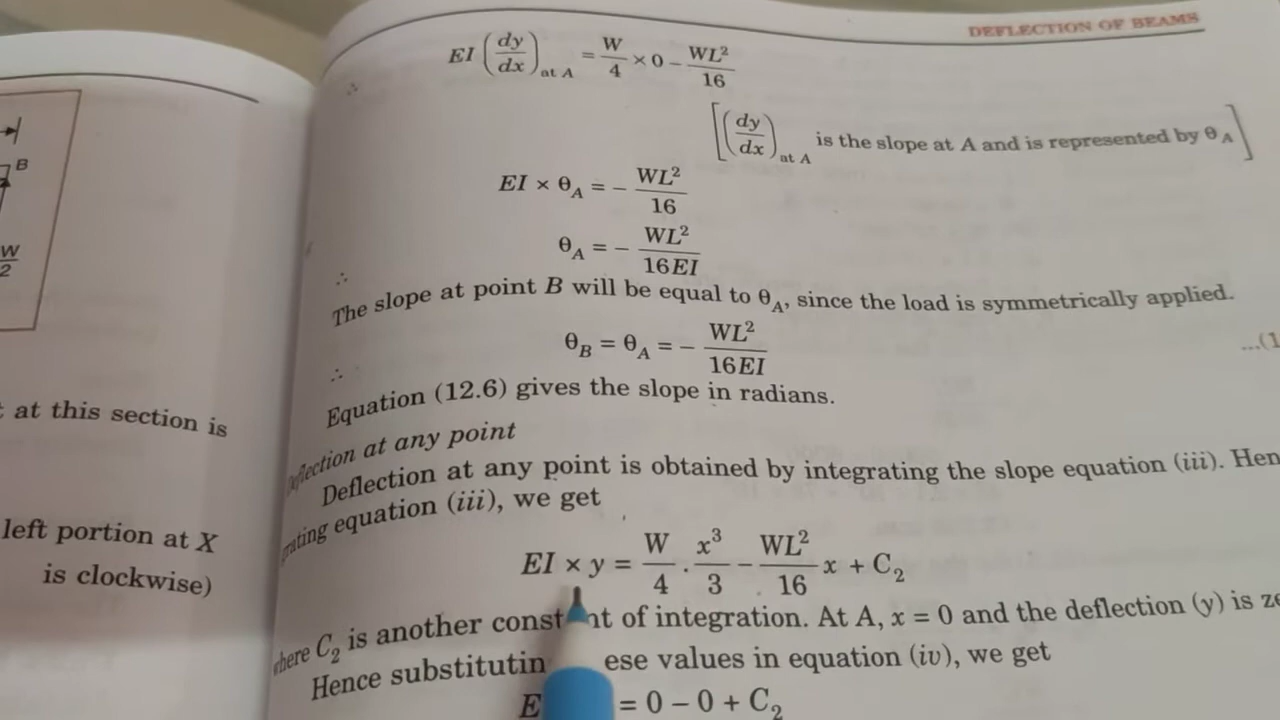 B
W
2
at this section is
left portion at X
is clockwise)
DEFLECTION OF BEAMS
∴ EI (dy/dx)at A = W/4 × 0 − WL²/16
[(dy/dx)at A is the slope at A and is represented by θA]
EI × θA = − WL²/16
∴ θA = − WL²/16EI
The slope at point B will be equal to θA, since the load is symmetrically applied.
∴ θB = θA = − WL²/16EI ...(1
Equation (12.6) gives the slope in radians.
at any point
Deflection at any point is obtained by integrating the slope equation (iii). Hen
equation (iii), we get
EI × y = W/4 . x³/3 − WL²/16 x + C₂
C₂ is another of integration. At A, x = 0 and the deflection (y) is ze
Hence values in equation (iv), we get
E = 0 − 0 + C₂